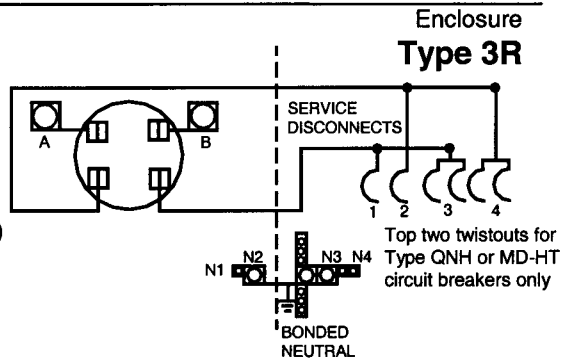 Enclosure
Type 3R
SERVICE
DISCONNECTS
A
B
1 2 3 4
Top two twistouts for
Type QNH or MD-HT
circuit breakers only
N1 N2 N3 N4
BONDED
NEUTRAL
)